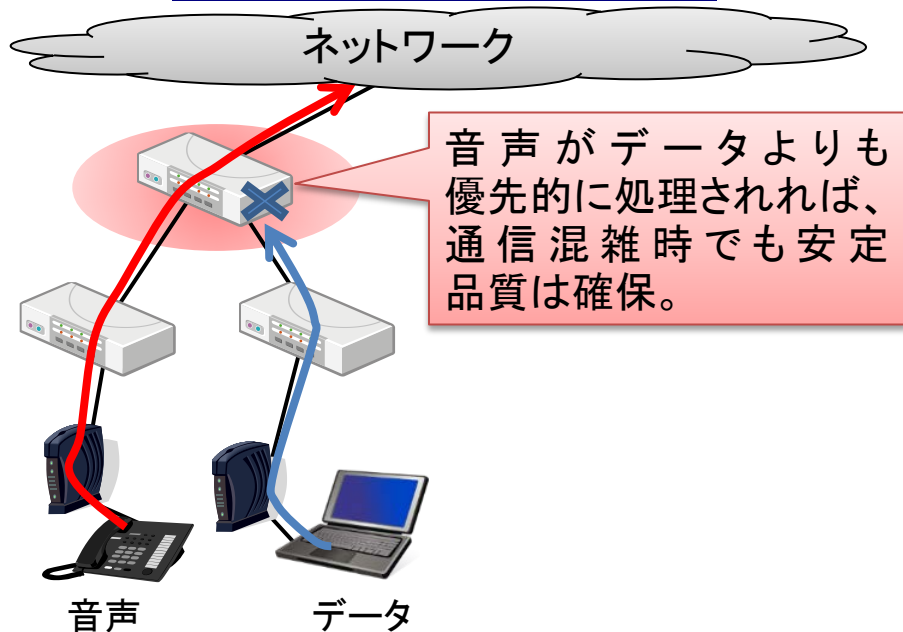 ネットワーク
音声がデータよりも
優先的に処理されれば、
通信混雑時でも安定
品質は確保。
音声
データ